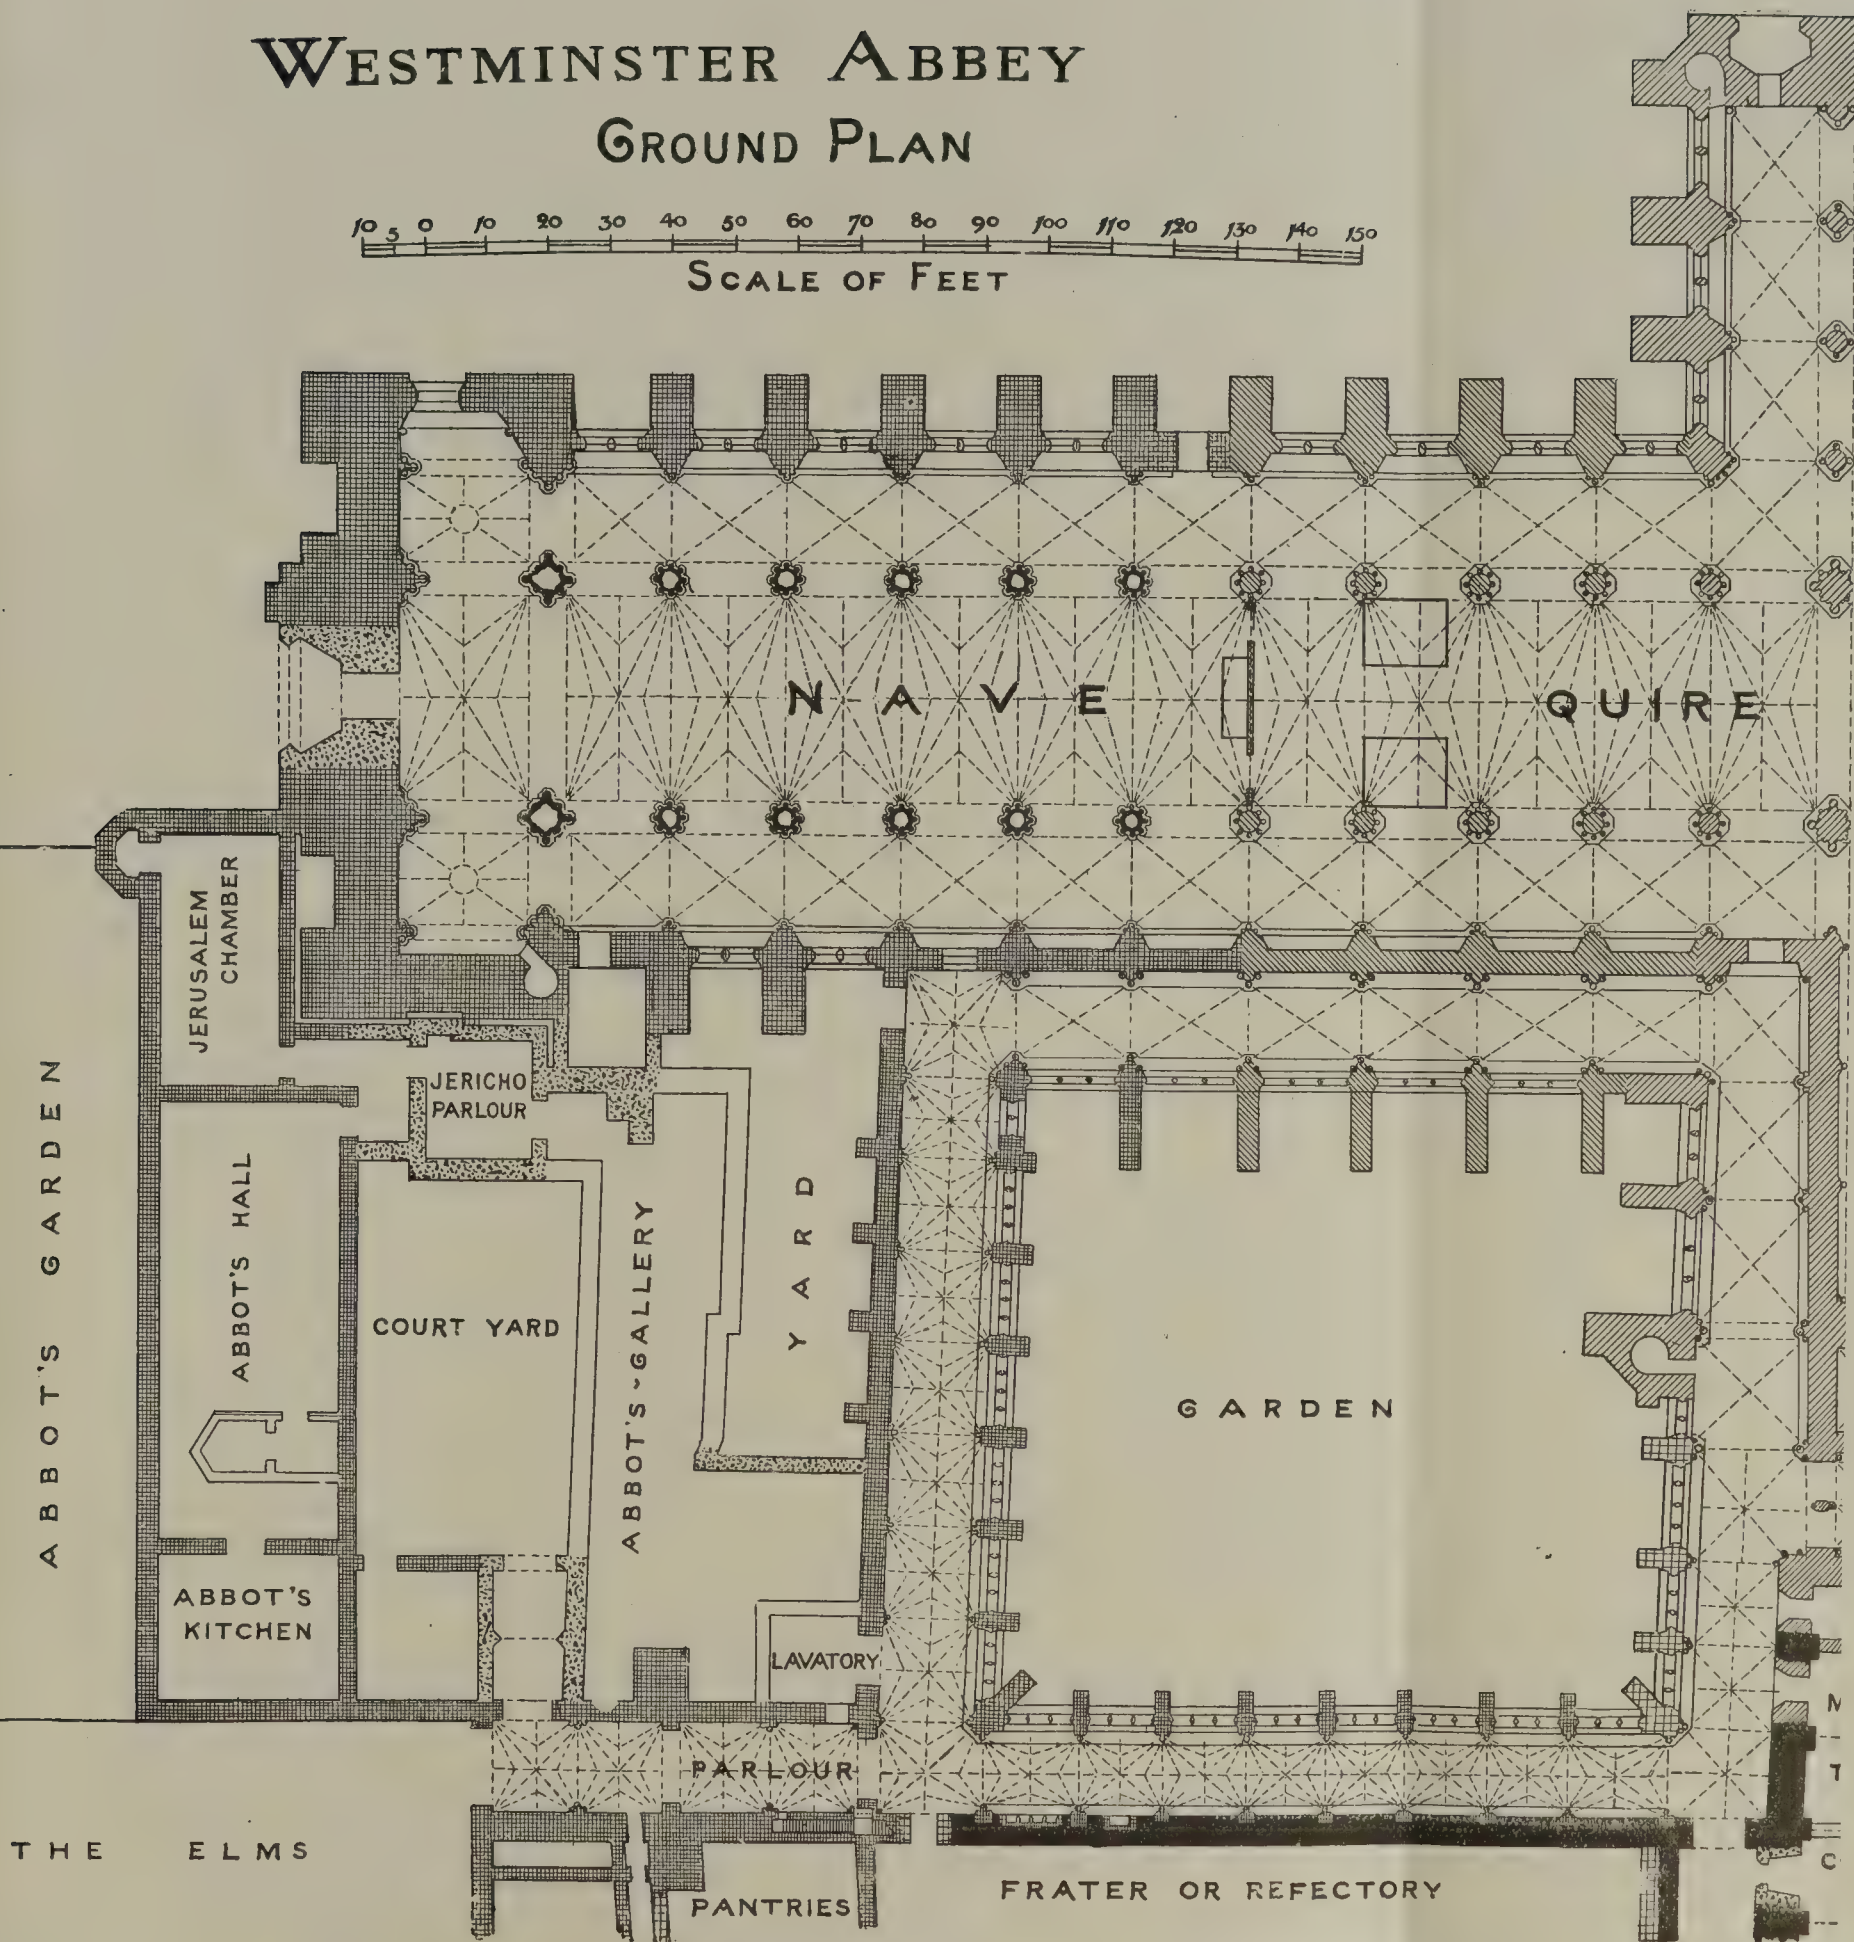 WESTMINSTER ABBEY
GROUND PLAN
10 5 0 10 20 30 40 50 60 70 80 90 100 110 120 130 140 150
SCALE OF FEET
NAVE
QUIRE
JERUSALEM
CHAMBER
JERICHO
PARLOUR
ABBOT'S GARDEN
ABBOT'S HALL
COURT YARD
ABBOT'S-GALLERY
YARD
GARDEN
ABBOT'S
KITCHEN
LAVATORY
PARLOUR
M
T
THE ELMS
C
PANTRIES
FRATER OR REFECTORY